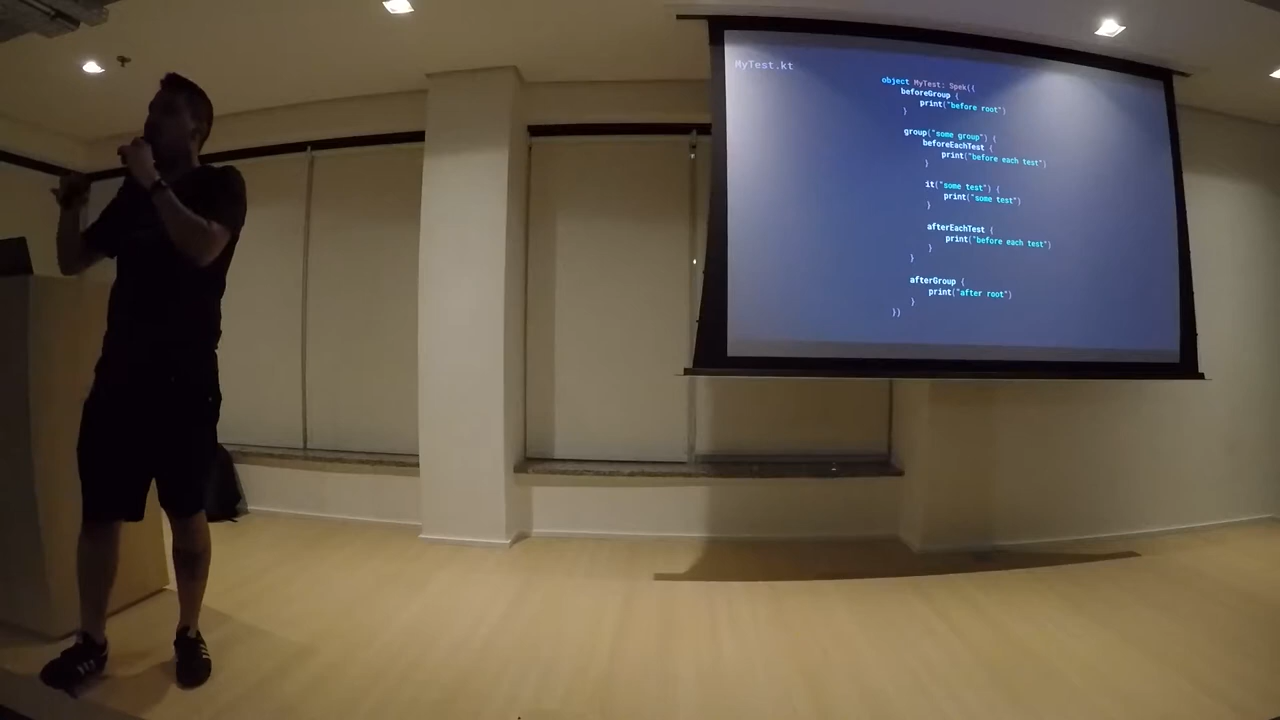 MyTest.kt
object MyTest: Spek({
beforeGroup {
print("before root")
}
group("some group") {
beforeEachTest {
print("before each test")
}
it("some test") {
print("some test")
}
afterEachTest {
print("before each test")
}
}
afterGroup {
print("after root")
}
})